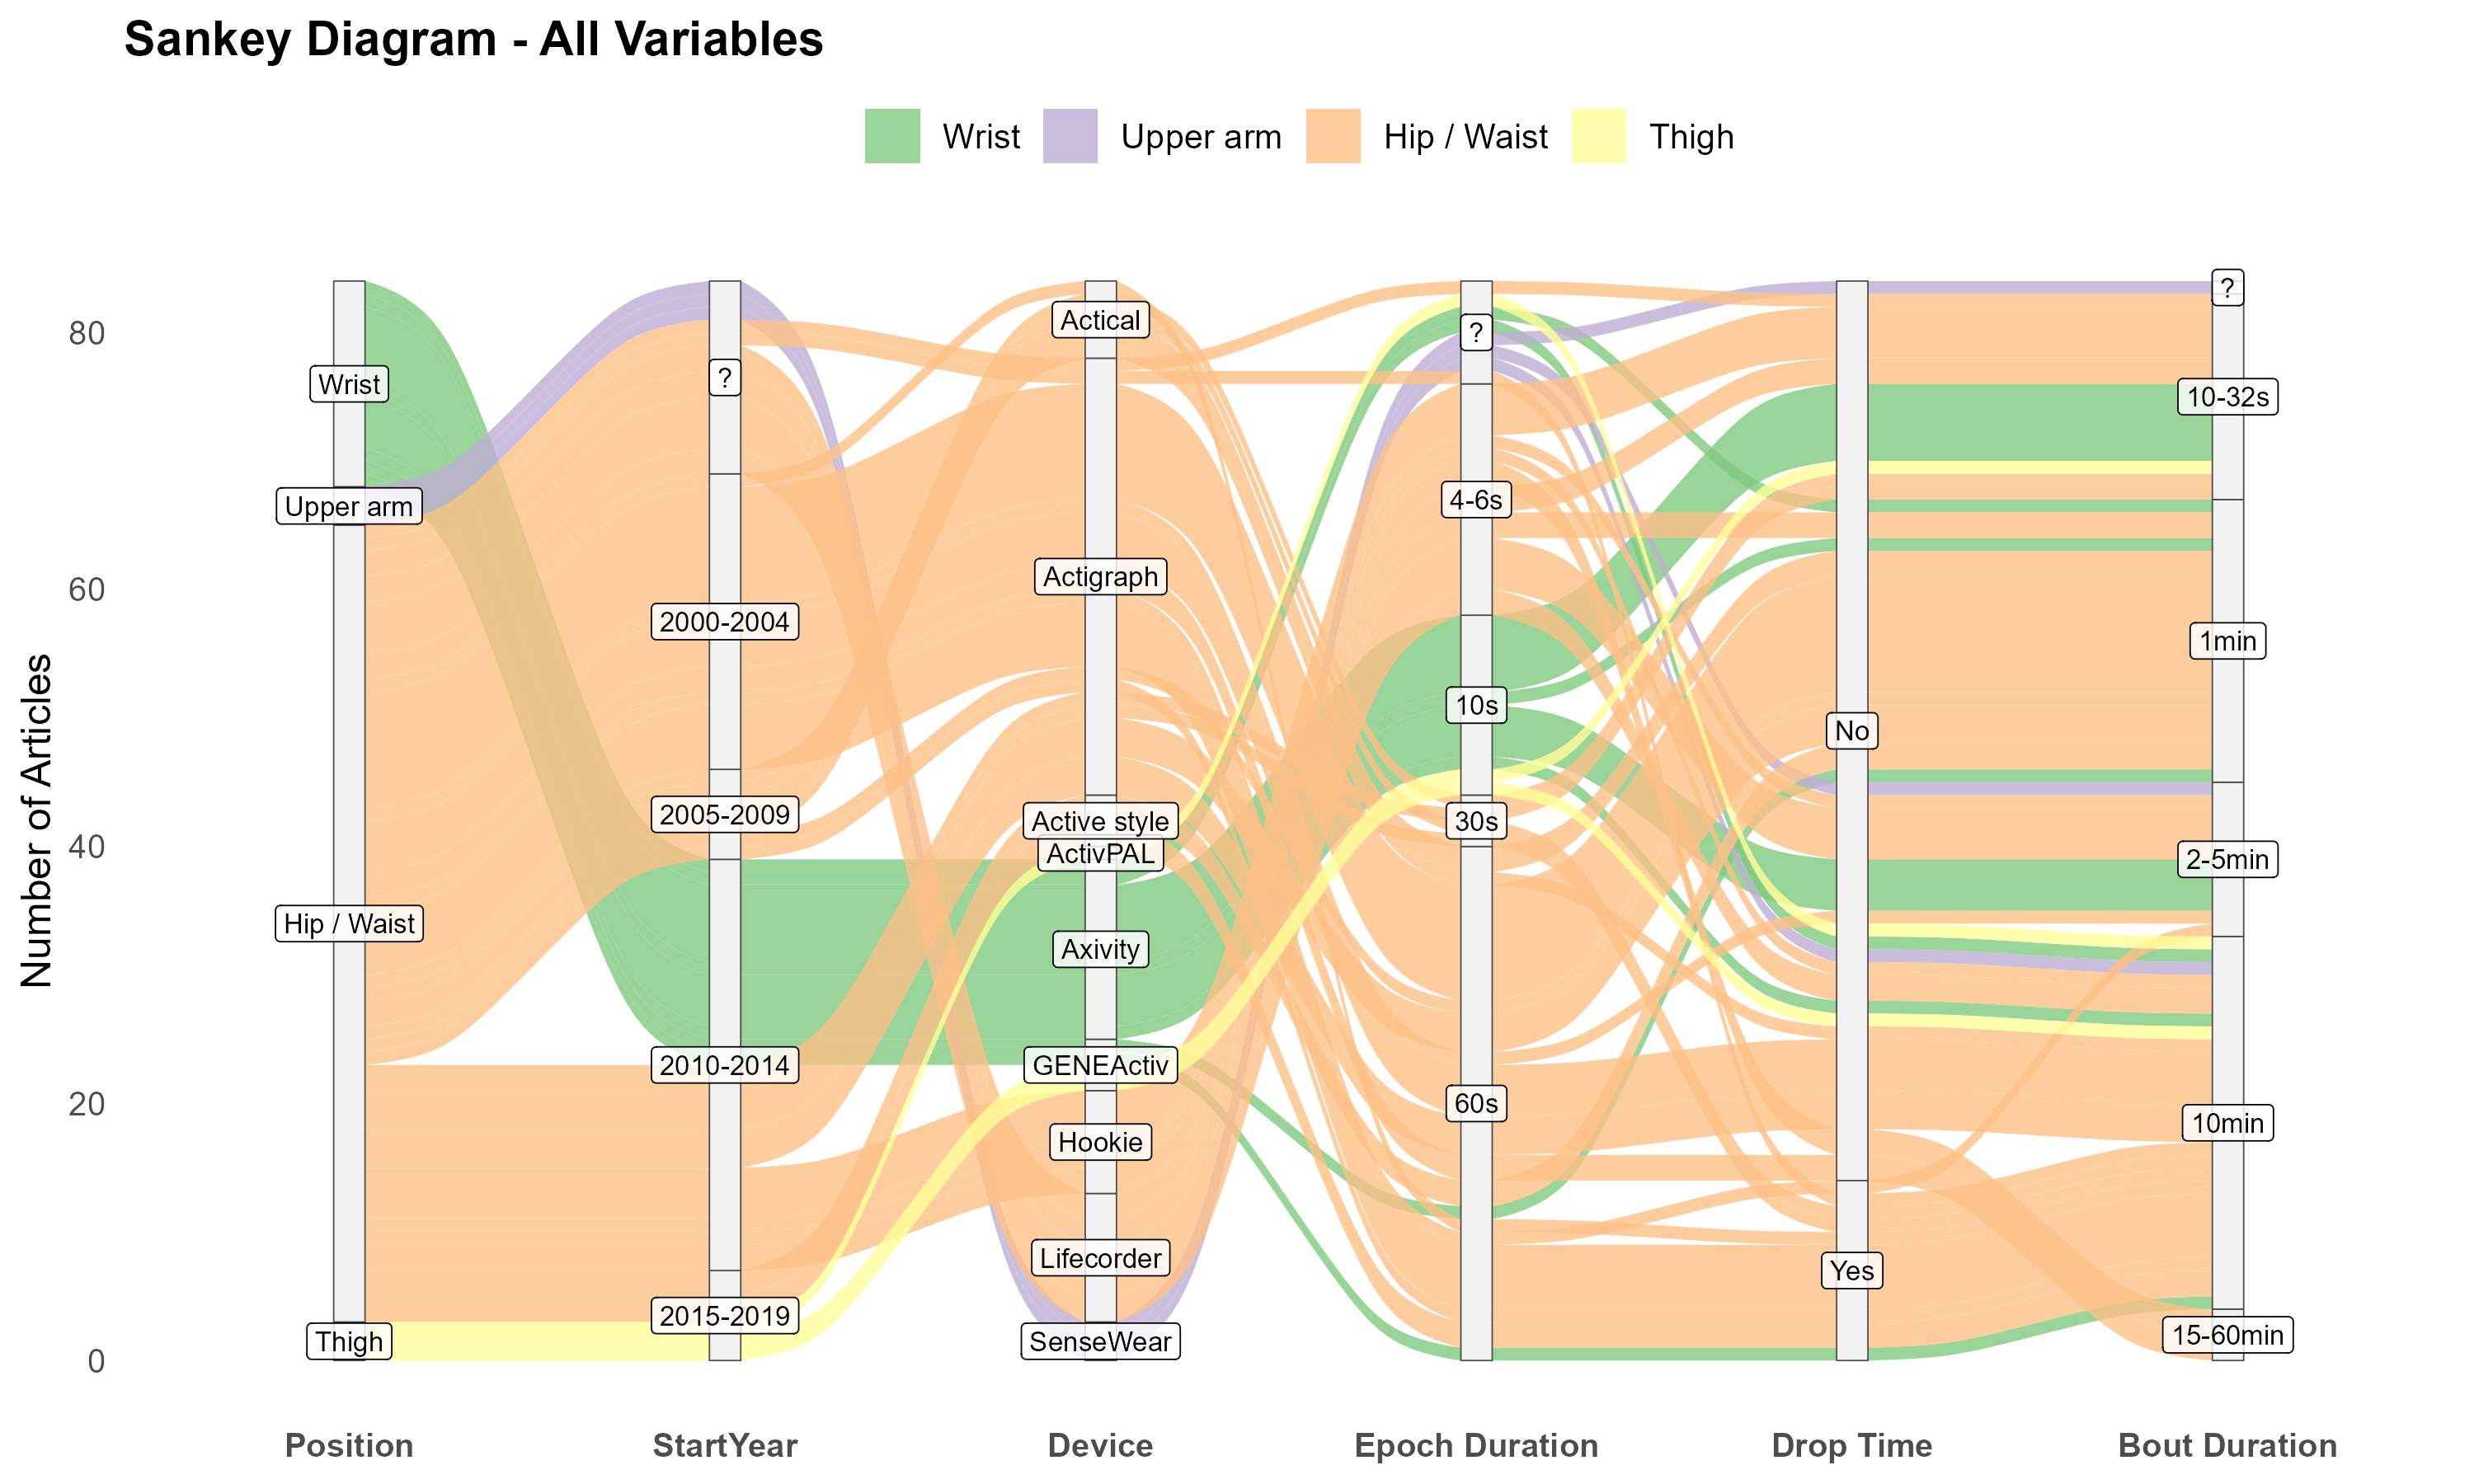 Sankey Diagram - All Variables
Wrist
Upper arm
Hip / Waist
Thigh
Number of Articles
80
60
40
20
0
Wrist
Upper arm
Hip / Waist
Thigh
?
2000-2004
2005-2009
2010-2014
2015-2019
Actical
Actigraph
Active style
ActivPAL
Axivity
GENEActiv
Hookie
Lifecorder
SenseWear
?
4-6s
10s
30s
60s
No
Yes
?
10-32s
1min
2-5min
10min
15-60min
Position
StartYear
Device
Epoch Duration
Drop Time
Bout Duration